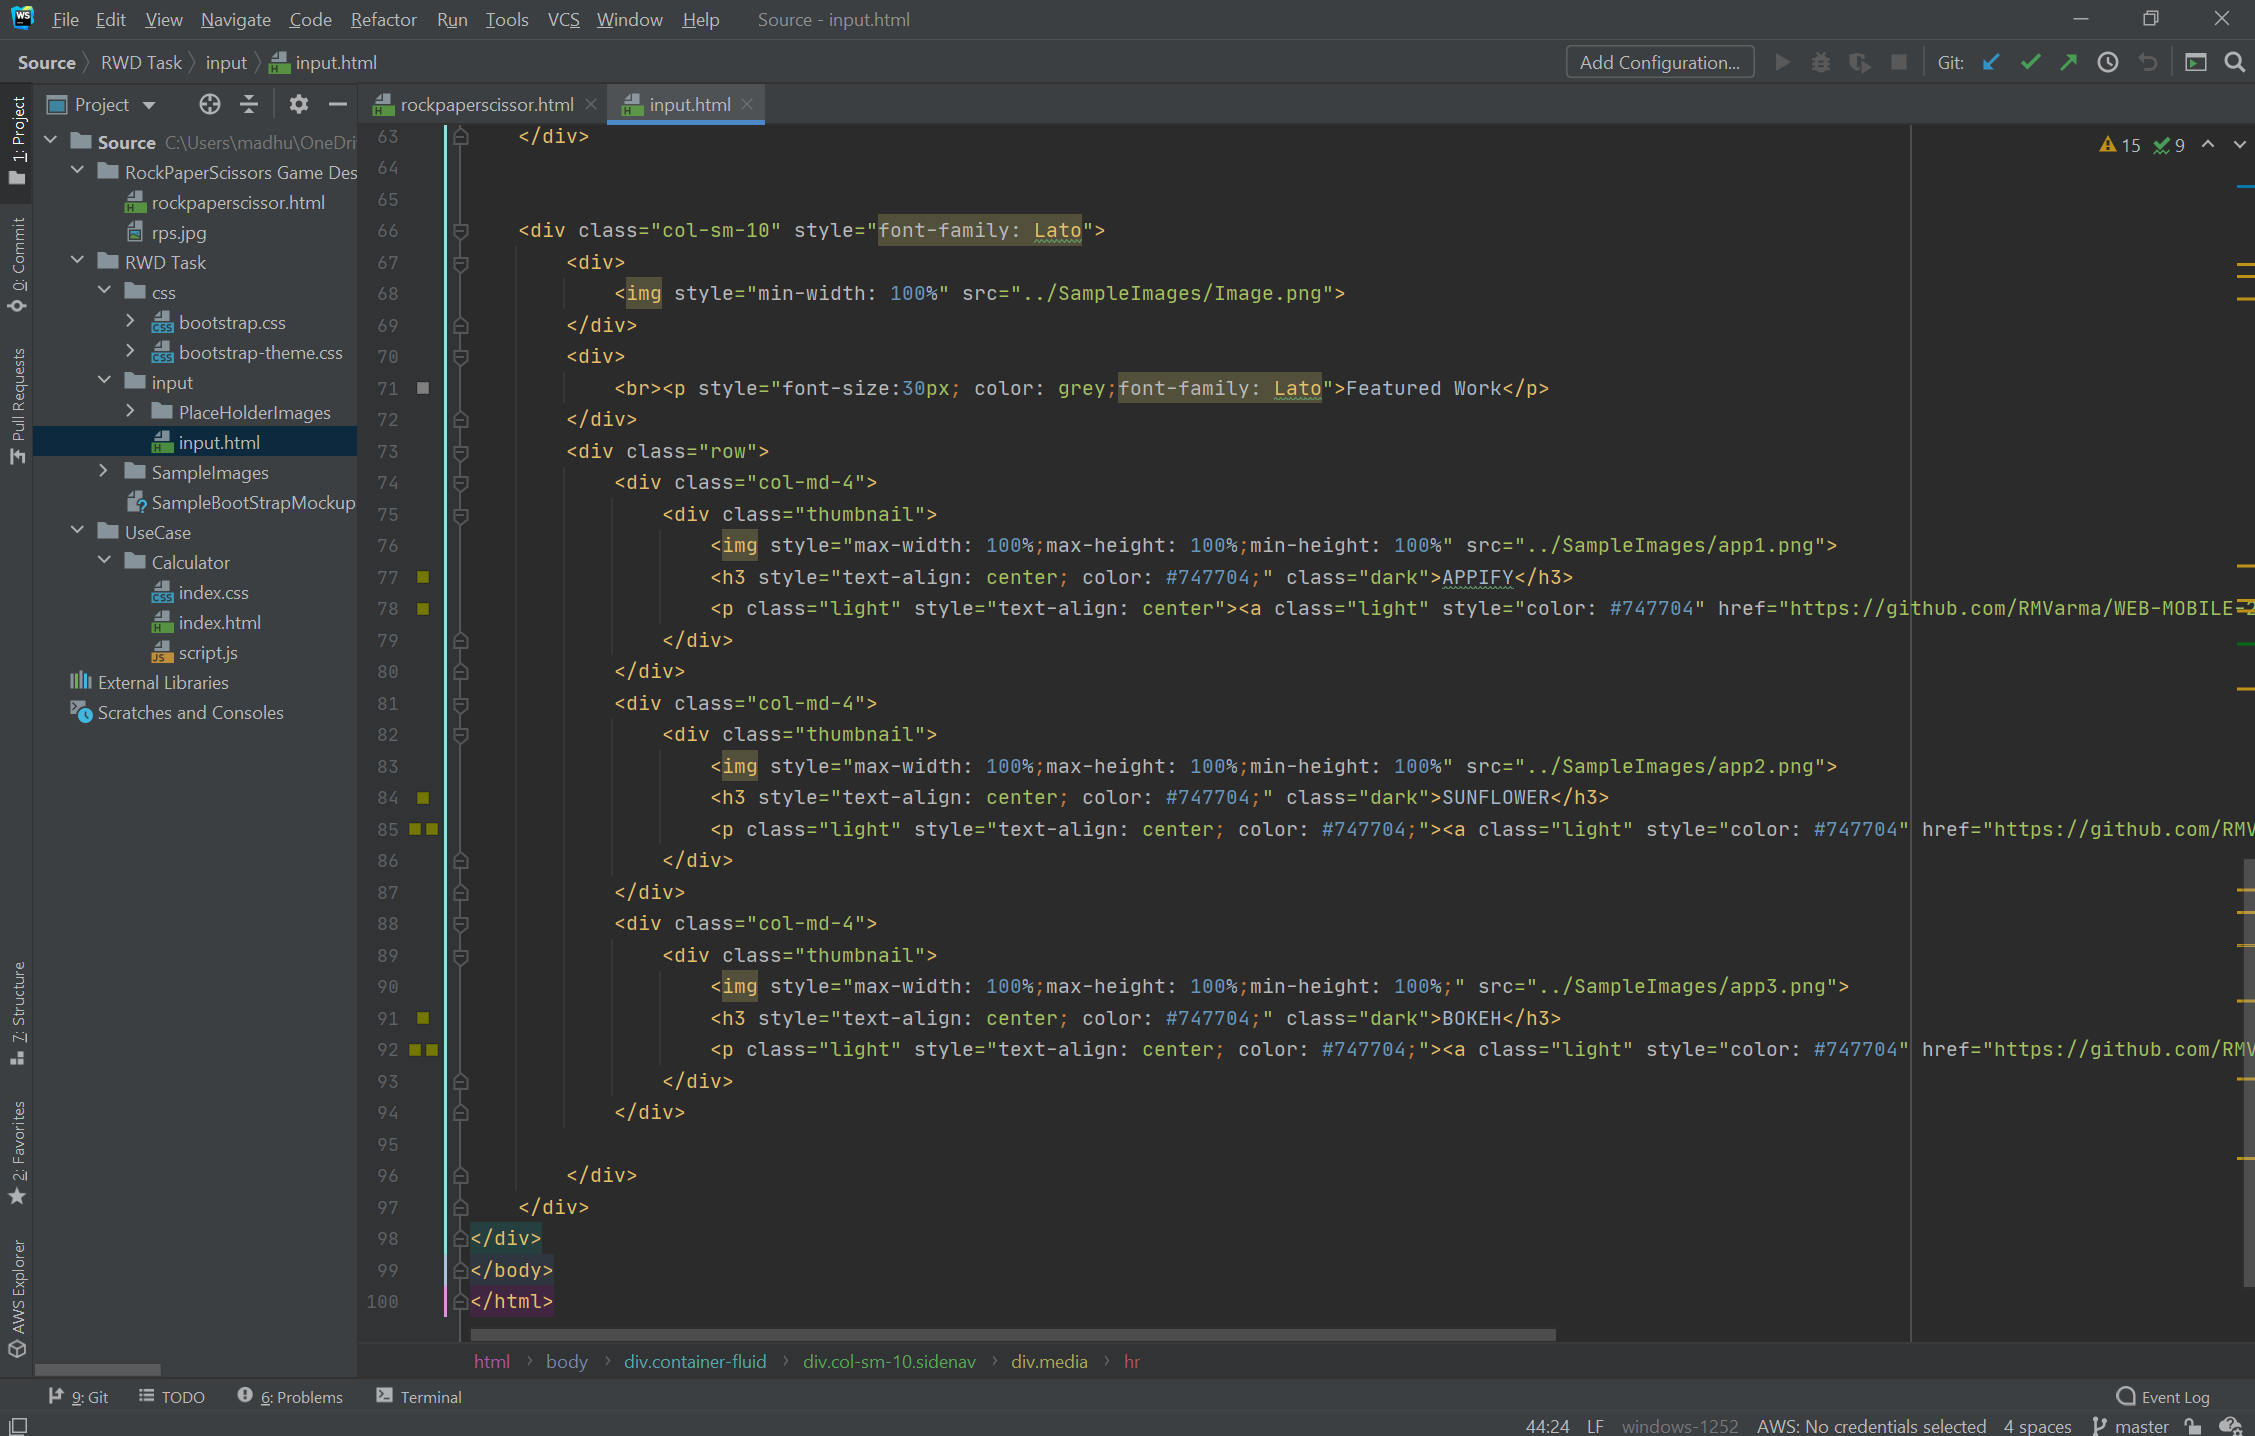 WS File Edit View Navigate Code Refactor Run Tools VCS Window Help Source - input.html
Source RWD Task input input.html Add Configuration... Git:
Project
rockpaperscissor.html input.html
1: Project
0: Commit
Pull Requests
7: Structure
2: Favorites
AWS Explorer
Source C:\Users\madhu\OneDri
RockPaperScissors Game Des
rockpaperscissor.html
rps.jpg
RWD Task
css
bootstrap.css
bootstrap-theme.css
input
PlaceHolderImages
input.html
SampleImages
SampleBootStrapMockup
UseCase
Calculator
index.css
index.html
script.js
External Libraries
Scratches and Consoles
15 9
63 </div>
64
65
66 <div class="col-sm-10" style="font-family: Lato">
67 <div>
68 <img style="min-width: 100%" src="../SampleImages/Image.png">
69 </div>
70 <div>
71 <br><p style="font-size:30px; color: grey;font-family: Lato">Featured Work</p>
72 </div>
73 <div class="row">
74 <div class="col-md-4">
75 <div class="thumbnail">
76 <img style="max-width: 100%;max-height: 100%;min-height: 100%" src="../SampleImages/app1.png">
77 <h3 style="text-align: center; color: #747704;" class="dark">APPIFY</h3>
78 <p class="light" style="text-align: center"><a class="light" style="color: #747704" href="https://github.com/RMVarma/WEB-MOBILE-2
79 </div>
80 </div>
81 <div class="col-md-4">
82 <div class="thumbnail">
83 <img style="max-width: 100%;max-height: 100%;min-height: 100%" src="../SampleImages/app2.png">
84 <h3 style="text-align: center; color: #747704;" class="dark">SUNFLOWER</h3>
85 <p class="light" style="text-align: center; color: #747704;"><a class="light" style="color: #747704" href="https://github.com/RMV
86 </div>
87 </div>
88 <div class="col-md-4">
89 <div class="thumbnail">
90 <img style="max-width: 100%;max-height: 100%;min-height: 100%;" src="../SampleImages/app3.png">
91 <h3 style="text-align: center; color: #747704;" class="dark">BOKEH</h3>
92 <p class="light" style="text-align: center; color: #747704;"><a class="light" style="color: #747704" href="https://github.com/RMV
93 </div>
94 </div>
95
96 </div>
97 </div>
98 </div>
99 </body>
100 </html>
html body div.container-fluid div.col-sm-10.sidenav div.media hr
9: Git TODO 6: Problems Terminal Event Log
44:24 LF windows-1252 AWS: No credentials selected 4 spaces master